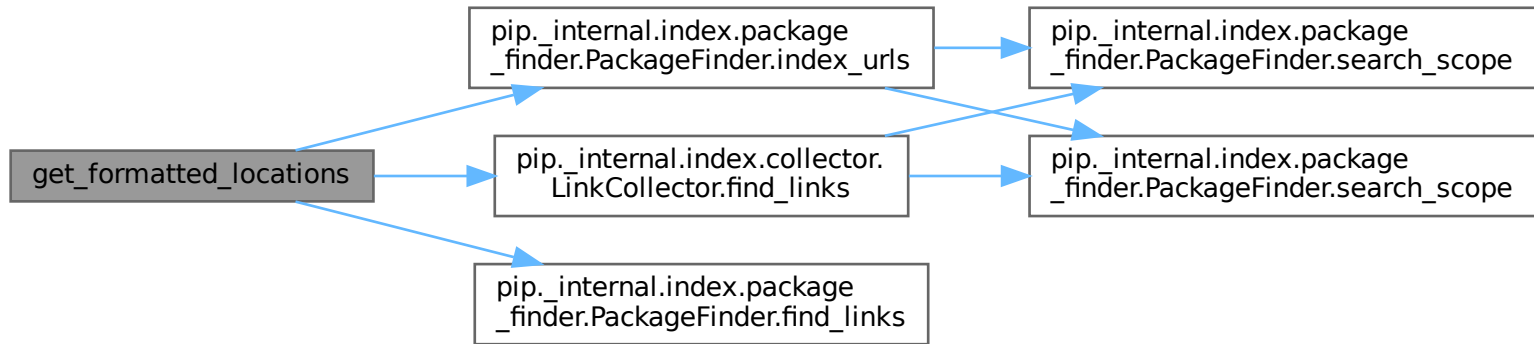 get_formatted_locations
pip._internal.index.package
_finder.PackageFinder.index_urls
pip._internal.index.collector.
LinkCollector.find_links
pip._internal.index.package
_finder.PackageFinder.find_links
pip._internal.index.package
_finder.PackageFinder.search_scope
pip._internal.index.package
_finder.PackageFinder.search_scope